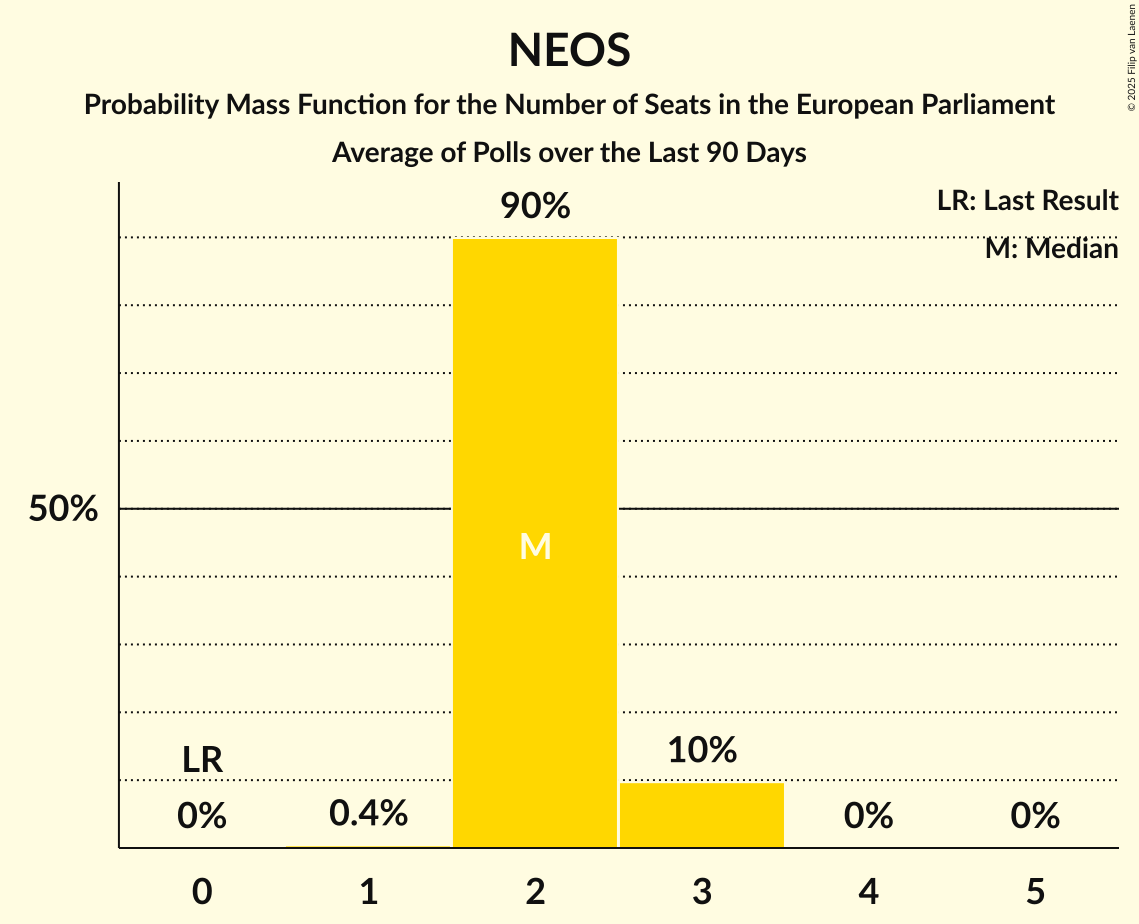 NEOS
Probability Mass Function for the Number of Seats in the European Parliament
Average of Polls over the Last 90 Days
© 2025 Filip van Laenen
LR: Last Result
M: Median
90%
50%
M
LR
10%
0%
0.4%
0%
0%
0
1
2
3
4
5